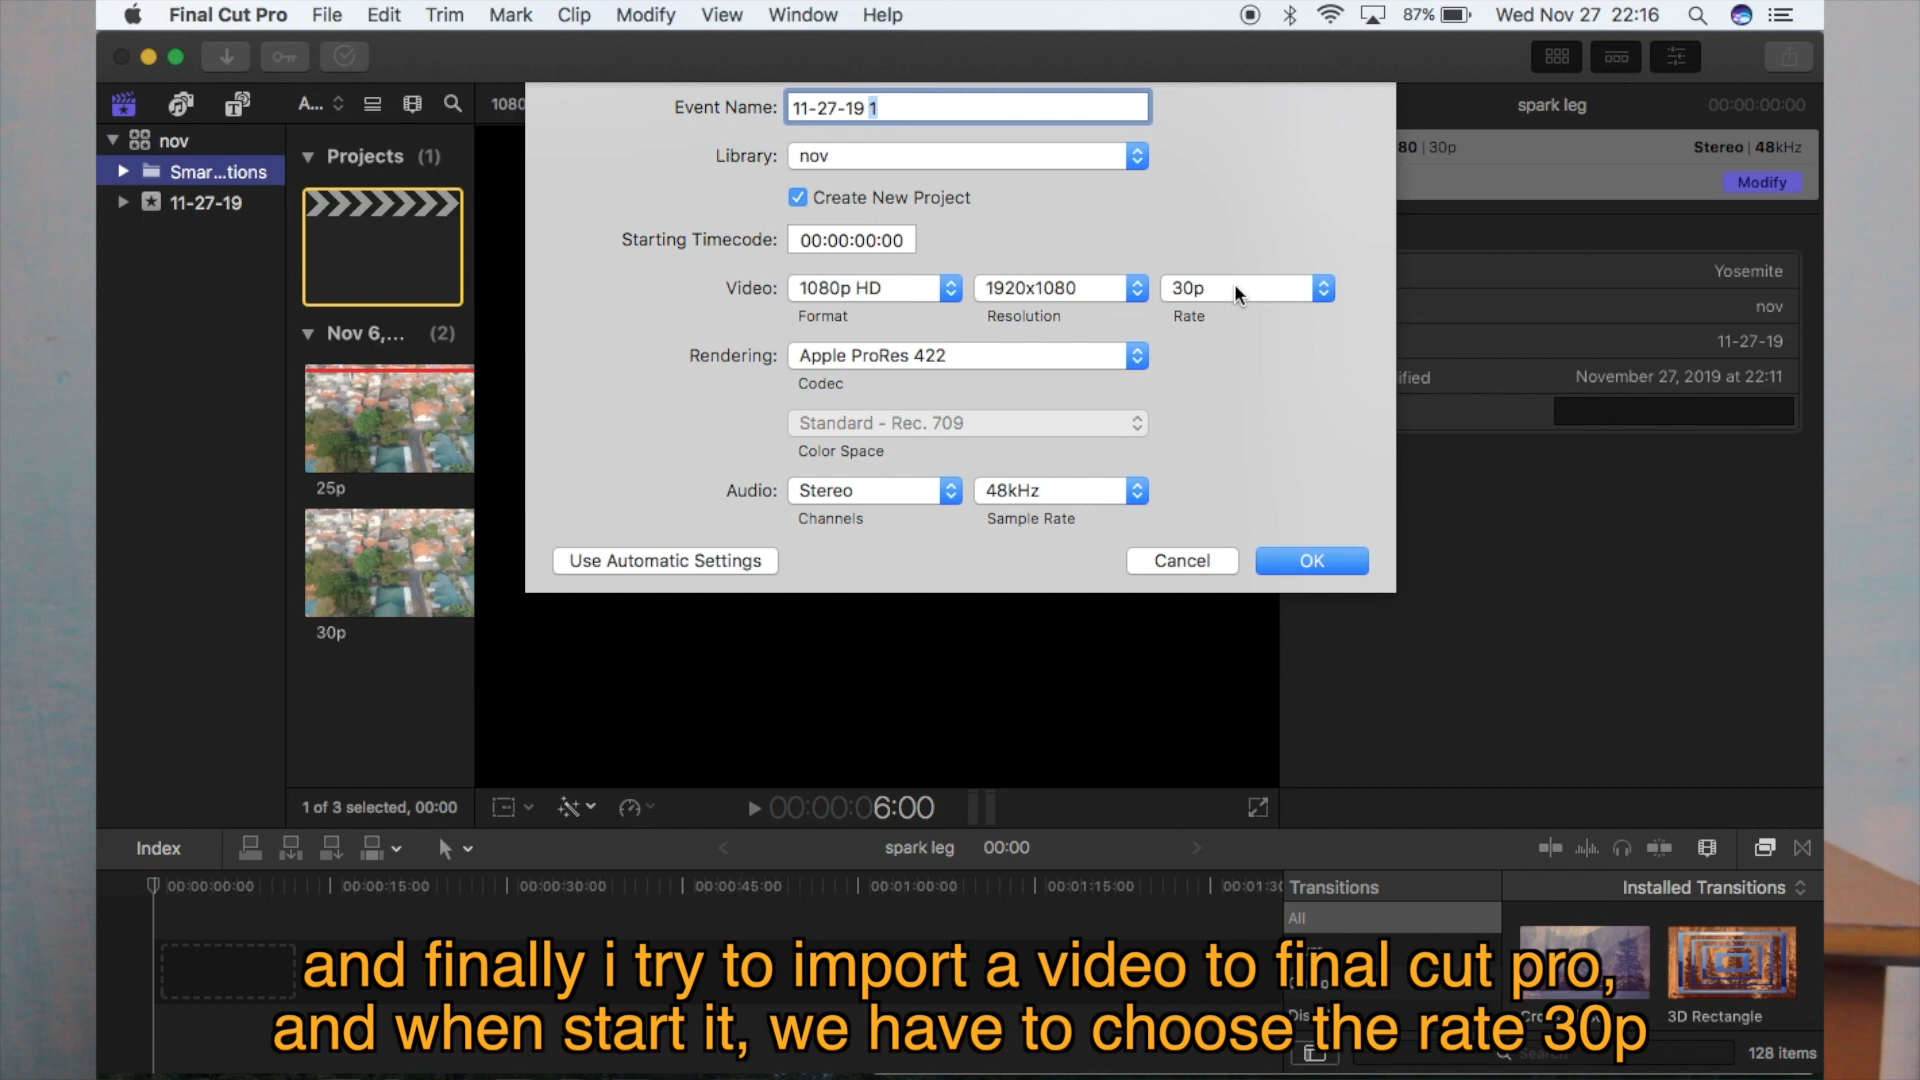 Final Cut Pro File Edit Trim Mark Clip Modify View Window Help 87% Wed Nov 27 22:16
A... 1080
spark leg 00:00:00:00
Event Name: 11-27-19 1
nov
Projects (1)
80 | 30p Stereo | 48kHz
Library: nov
Smar...tions
Modify
Create New Project
11-27-19
Starting Timecode: 00:00:00:00
Yosemite
Video: 1080p HD 1920x1080 30p
nov
Format Resolution Rate
Nov 6,... (2)
11-27-19
Rendering: Apple ProRes 422
ified November 27, 2019 at 22:11
Codec
Standard - Rec. 709
Color Space
25p
Audio: Stereo 48kHz
Channels Sample Rate
Use Automatic Settings Cancel OK
30p
1 of 3 selected, 00:00 00:00:06:00
Index spark leg 00:00
00:00:00:00 00:00:15:00 00:00:30:00 00:00:45:00 00:01:00:00 00:01:15:00 00:01:30
Transitions Installed Transitions
All
and finally i try to import a video to final cut pro,
3D Rectangle
and when start it, we have to choose the rate 30p
Search 128 items